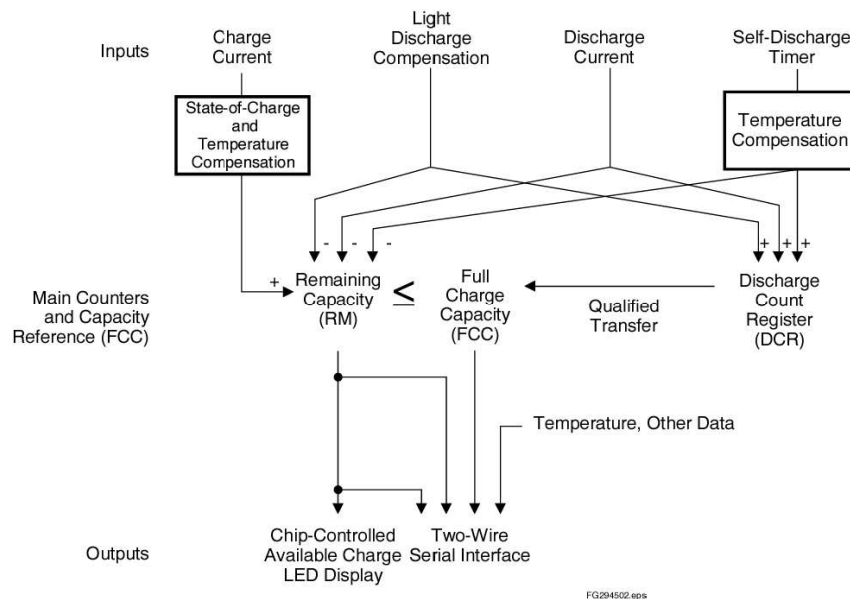 Inputs
Charge
Current
Light
Discharge
Compensation
Discharge
Current
Self-Discharge
Timer
State-of-Charge
and
Temperature
Compensation
Temperature
Compensation
- - -
+ + +
+
Main Counters
and Capacity
Reference (FCC)
Remaining
Capacity
(RM)
≤
Full
Charge
Capacity
(FCC)
Qualified
Transfer
Discharge
Count
Register
(DCR)
Temperature, Other Data
Outputs
Chip-Controlled
Available Charge
LED Display
Two-Wire
Serial Interface
FG294502.eps